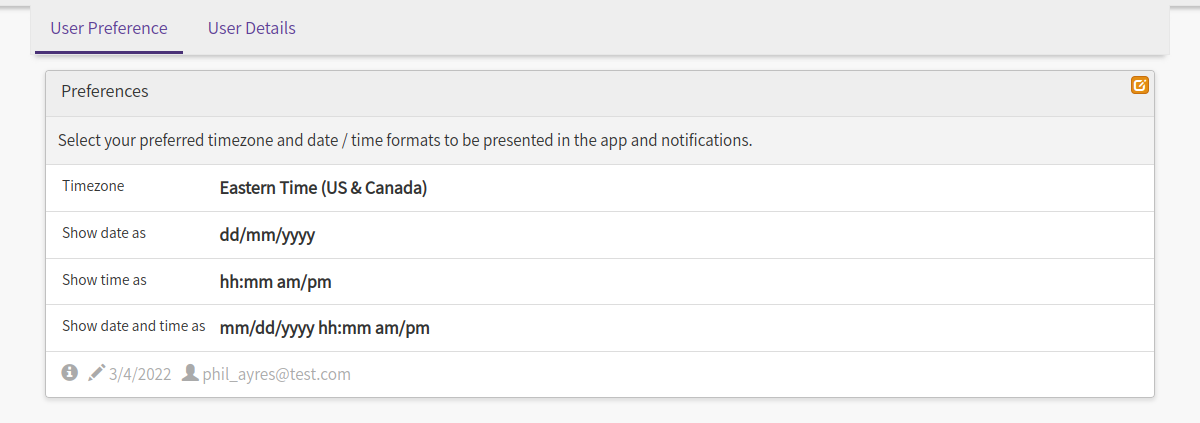 User Preference User Details
Preferences
Select your preferred timezone and date / time formats to be presented in the app and notifications.
Timezone Eastern Time (US & Canada)
Show date as dd/mm/yyyy
Show time as hh:mm am/pm
Show date and time as mm/dd/yyyy hh:mm am/pm
3/4/2022 phil_ayres@test.com